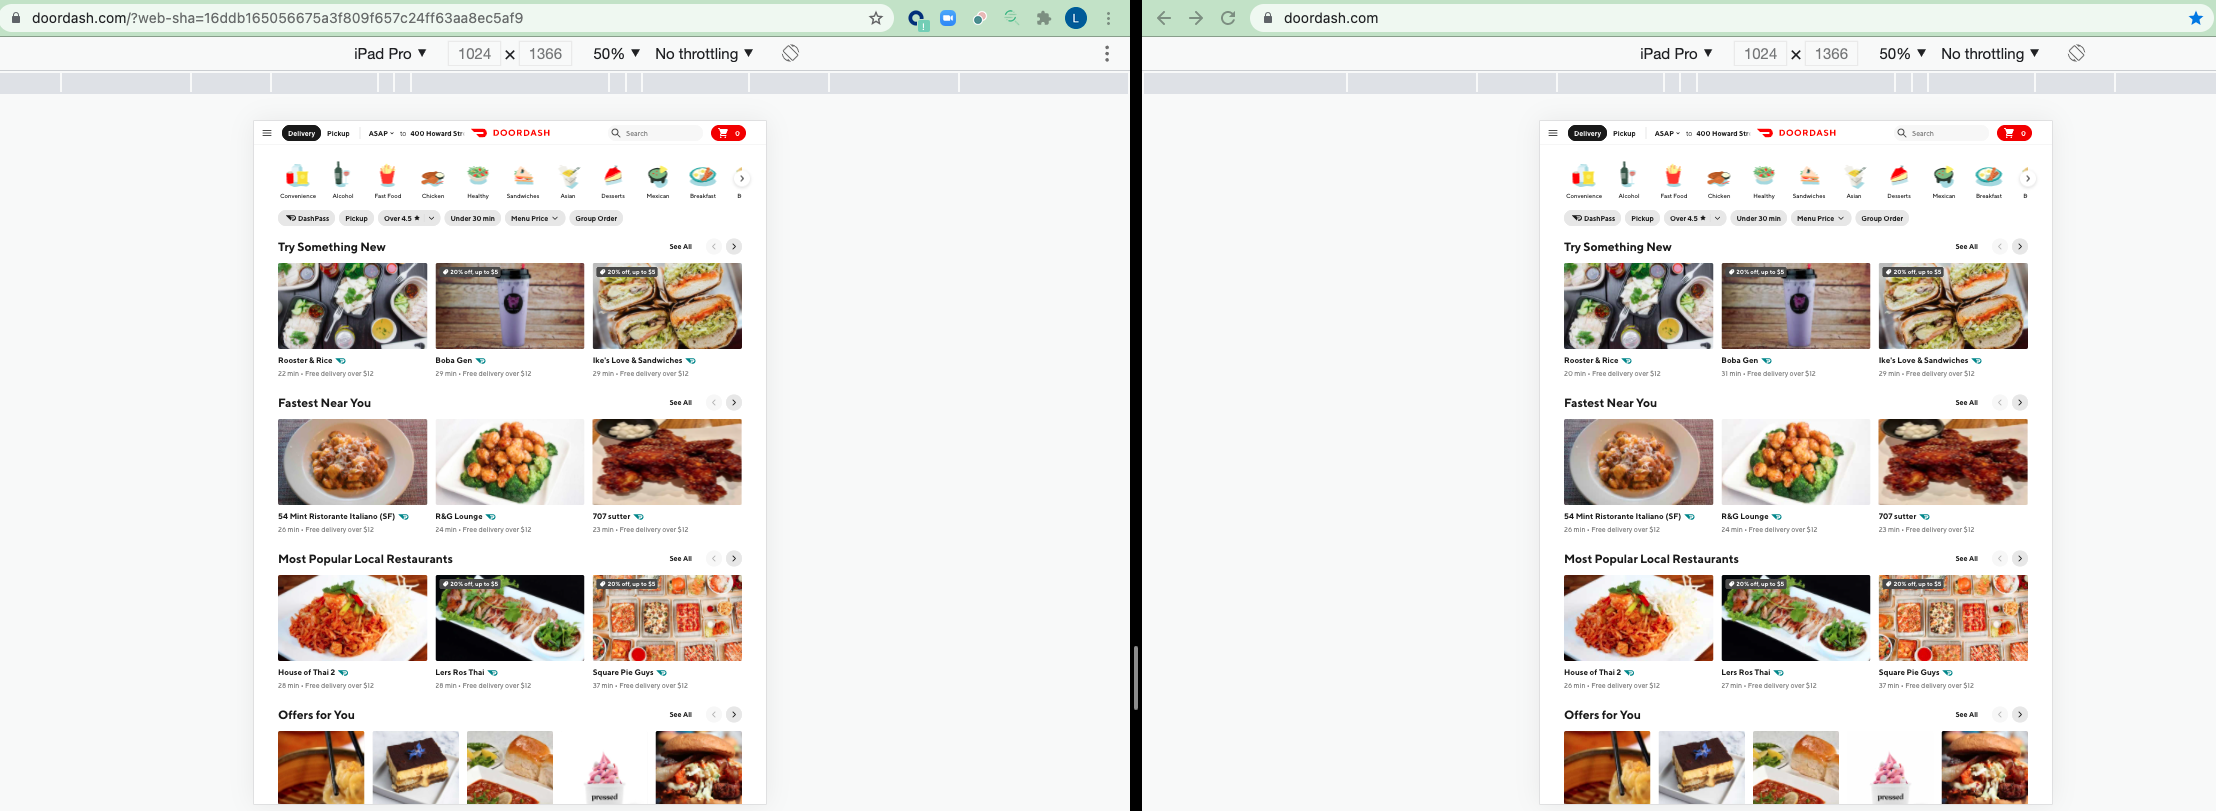 doordash.com/?web-sha=16ddb165056675a3f809f657c24ff63aa8ec5af9
L
iPad Pro ▼ 1024 × 1366 50% ▼ No throttling ▼
Delivery Pickup ASAP to 400 Howard Str DOORDASH Search 0
Convenience Alcohol Fast Food Chicken Healthy Sandwiches Asian Desserts Mexican Breakfast B
DashPass Pickup Over 4.5 ★ Under 30 min Menu Price Group Order
Try Something New See All
20% off, up to $5 20% off, up to $5
Rooster & Rice Boba Gen Ike's Love & Sandwiches
22 min • Free delivery over $12 29 min • Free delivery over $12 29 min • Free delivery over $12
Fastest Near You See All
54 Mint Ristorante Italiano (SF) R&G Lounge 707 sutter
26 min • Free delivery over $12 24 min • Free delivery over $12 23 min • Free delivery over $12
Most Popular Local Restaurants See All
20% off, up to $5 20% off, up to $5
House of Thai 2 Lers Ros Thai Square Pie Guys
28 min • Free delivery over $12 28 min • Free delivery over $12 37 min • Free delivery over $12
Offers for You See All
pressed
doordash.com
iPad Pro ▼ 1024 × 1366 50% ▼ No throttling ▼
Delivery Pickup ASAP to 400 Howard Str DOORDASH Search 0
Convenience Alcohol Fast Food Chicken Healthy Sandwiches Asian Desserts Mexican Breakfast B
DashPass Pickup Over 4.5 ★ Under 30 min Menu Price Group Order
Try Something New See All
20% off, up to $5 20% off, up to $5
Rooster & Rice Boba Gen Ike's Love & Sandwiches
20 min • Free delivery over $12 31 min • Free delivery over $12 29 min • Free delivery over $12
Fastest Near You See All
54 Mint Ristorante Italiano (SF) R&G Lounge 707 sutter
26 min • Free delivery over $12 24 min • Free delivery over $12 23 min • Free delivery over $12
Most Popular Local Restaurants See All
20% off, up to $5 20% off, up to $5
House of Thai 2 Lers Ros Thai Square Pie Guys
26 min • Free delivery over $12 27 min • Free delivery over $12 37 min • Free delivery over $12
Offers for You See All
pressed